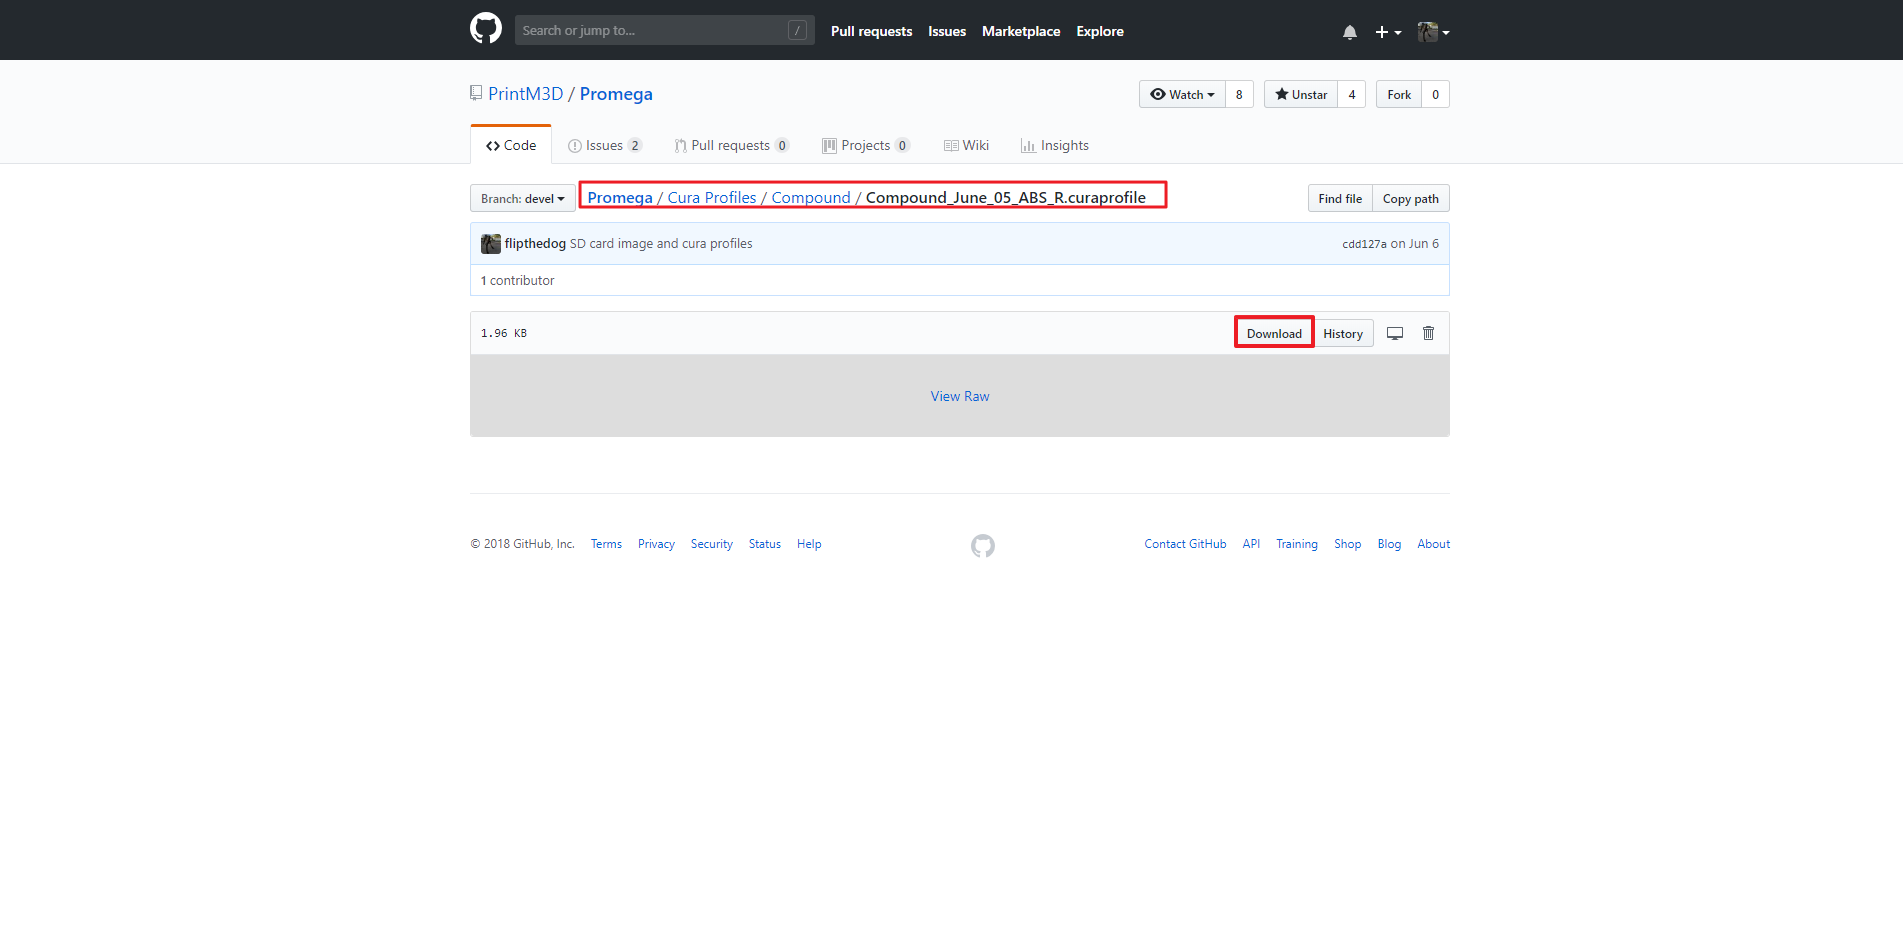 Search or jump to... / Pull requests Issues Marketplace Explore
PrintM3D / Promega Watch 8 Unstar 4 Fork 0
Code Issues 2 Pull requests 0 Projects 0 Wiki Insights
Branch: devel Promega / Cura Profiles / Compound / Compound_June_05_ABS_R.curaprofile Find file Copy path
flipthedog SD card image and cura profiles cdd127a on Jun 6
1 contributor
1.96 KB Download History
View Raw
© 2018 GitHub, Inc. Terms Privacy Security Status Help Contact GitHub API Training Shop Blog About